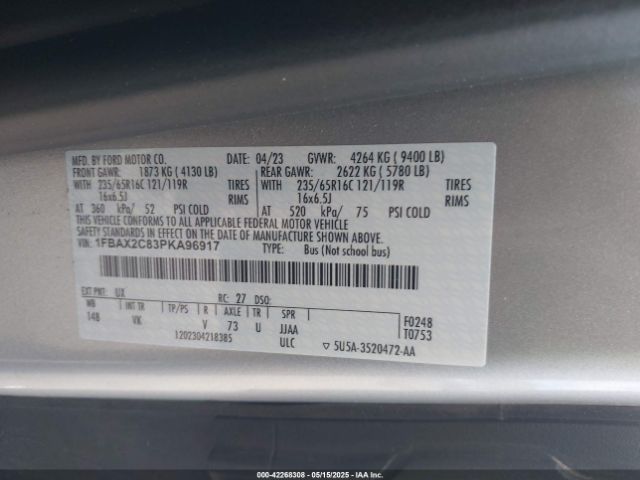 MFD. BY FORD MOTOR CO. DATE: 04/23 GVWR: 4264 KG ( 9400 LB)
FRONT GAWR: 1873 KG ( 4130 LB) REAR GAWR: 2622 KG ( 5780 LB)
WITH 235/65R16C 121/119R TIRES WITH 235/65R16C 121/119R TIRES
16x6.5J RIMS 16x6.5J RIMS
AT 360 kPa/ 52 PSI COLD AT 520 kPa/ 75 PSI COLD
THIS VEHICLE CONFORMS TO ALL APPLICABLE FEDERAL MOTOR VEHICLE
SAFETY STANDARDS IN EFFECT ON THE DATE OF MANUFACTURE SHOWN ABOVE.
VIN: 1FBAX2C83PKA96917 TYPE: Bus (Not school bus)
EXT PNT: UX RC: 27 DSO:
WB INT TR TP/PS R AXLE TR SPR
148 VK V 73 U JJAA
1202304218385 ULC
F0248
T0753
▽ 5USA-3520472-AA
000-42268308 - 05/15/2025 - IAA Inc. All Rights Reserved